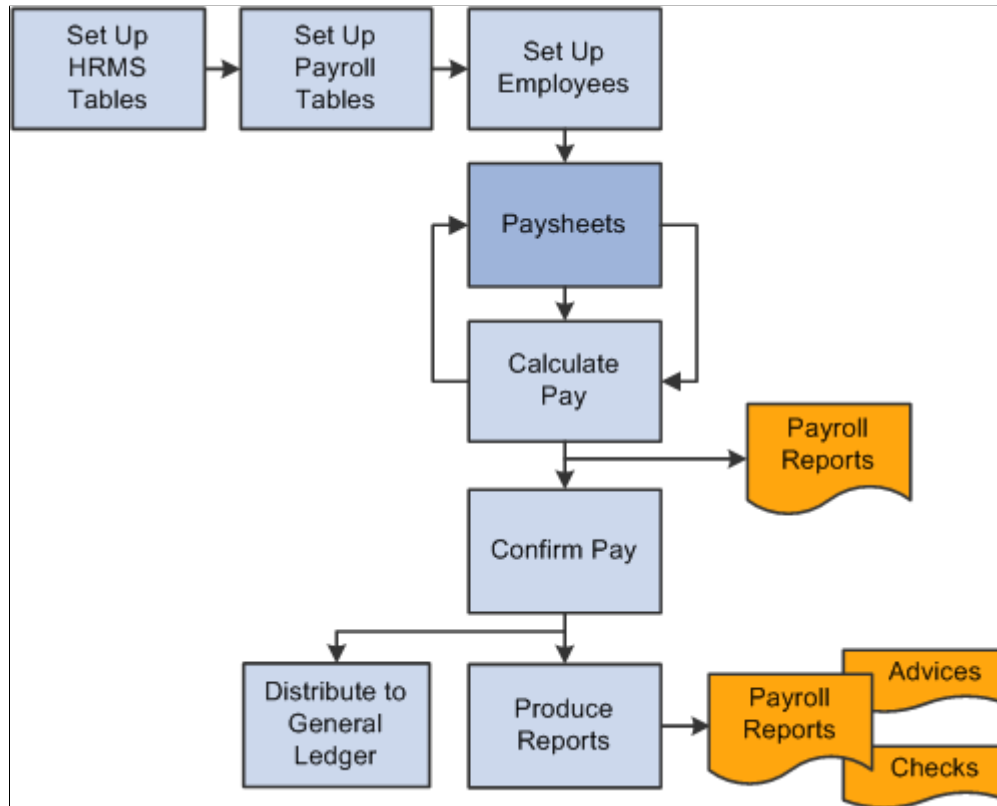 Set Up
HRMS
Tables
Set Up
Payroll
Tables
Set Up
Employees
Paysheets
Calculate
Pay
Payroll
Reports
Confirm Pay
Distribute to
General
Ledger
Produce
Reports
Payroll
Reports
Advices
Checks